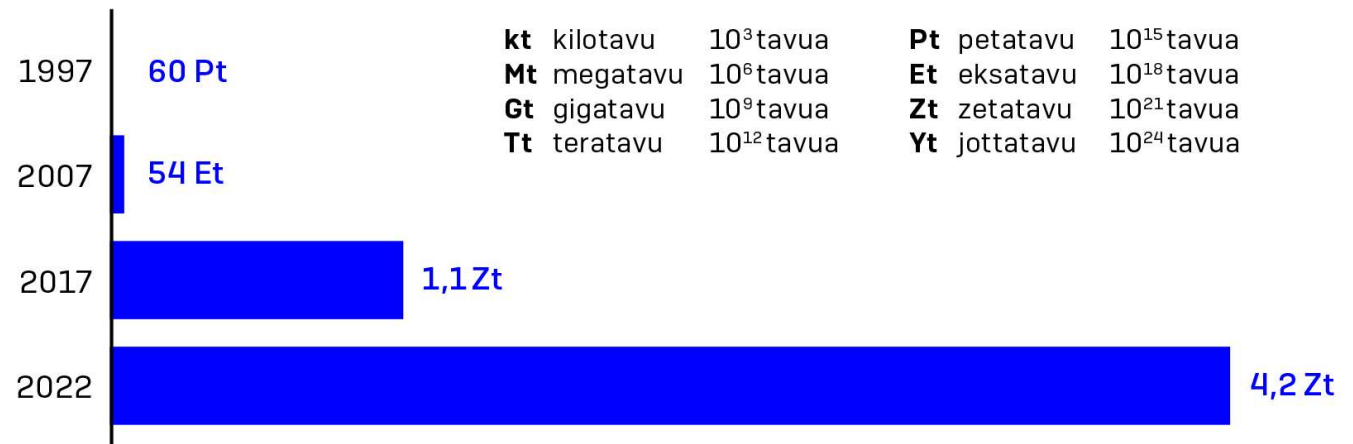 kt kilotavu 10³ tavua
Mt megatavu 10⁶ tavua
Gt gigatavu 10⁹ tavua
Tt teratavu 10¹² tavua
Pt petatavu 10¹⁵ tavua
Et eksatavu 10¹⁸ tavua
Zt zetatavu 10²¹ tavua
Yt jottatavu 10²⁴ tavua
1997 60 Pt
2007 54 Et
2017 1,1 Zt
2022 4,2 Zt